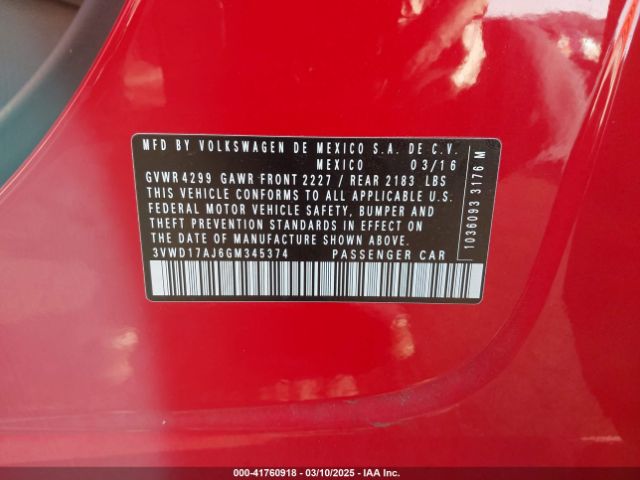 MFD BY VOLKSWAGEN DE MEXICO S.A. DE C.V.
MEXICO 03/16
GVWR 4299 GAWR FRONT 2227 / REAR 2183 LBS
THIS VEHICLE CONFORMS TO ALL APPLICABLE U.S.
FEDERAL MOTOR VEHICLE SAFETY, BUMPER AND
THEFT PREVENTION STANDARDS IN EFFECT ON
THE DATE OF MANUFACTURE SHOWN ABOVE.
3VWD17AJ6GM345374 PASSENGER CAR
1036093 3176 M
000-41760918 - 03/10/2025 - IAAI.COM